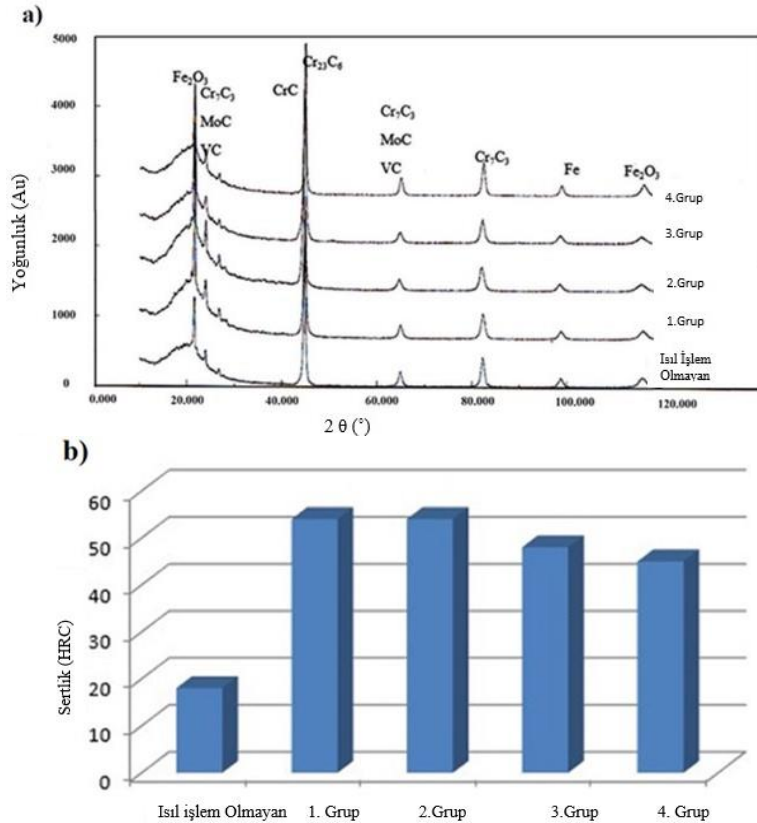 a)
5000
4000
3000
2000
1000
0
Yoğunluk (Au)
Fe₂O₃
Cr₇C₃
MoC
VC
CrC
Cr₂₃C₆
Cr₇C₃
MoC
VC
Cr₇C₃
Fe
Fe₂O₃
4.Grup
3.Grup
2.Grup
1.Grup
Isıl İşlem
Olmayan
0.000 20,000 40,000 60,000 80,000 100,000 120,000
2 θ (°)
b)
60
50
40
30
20
10
0
Sertlik (HRC)
Isıl işlem Olmayan 1. Grup 2.Grup 3.Grup 4. Grup